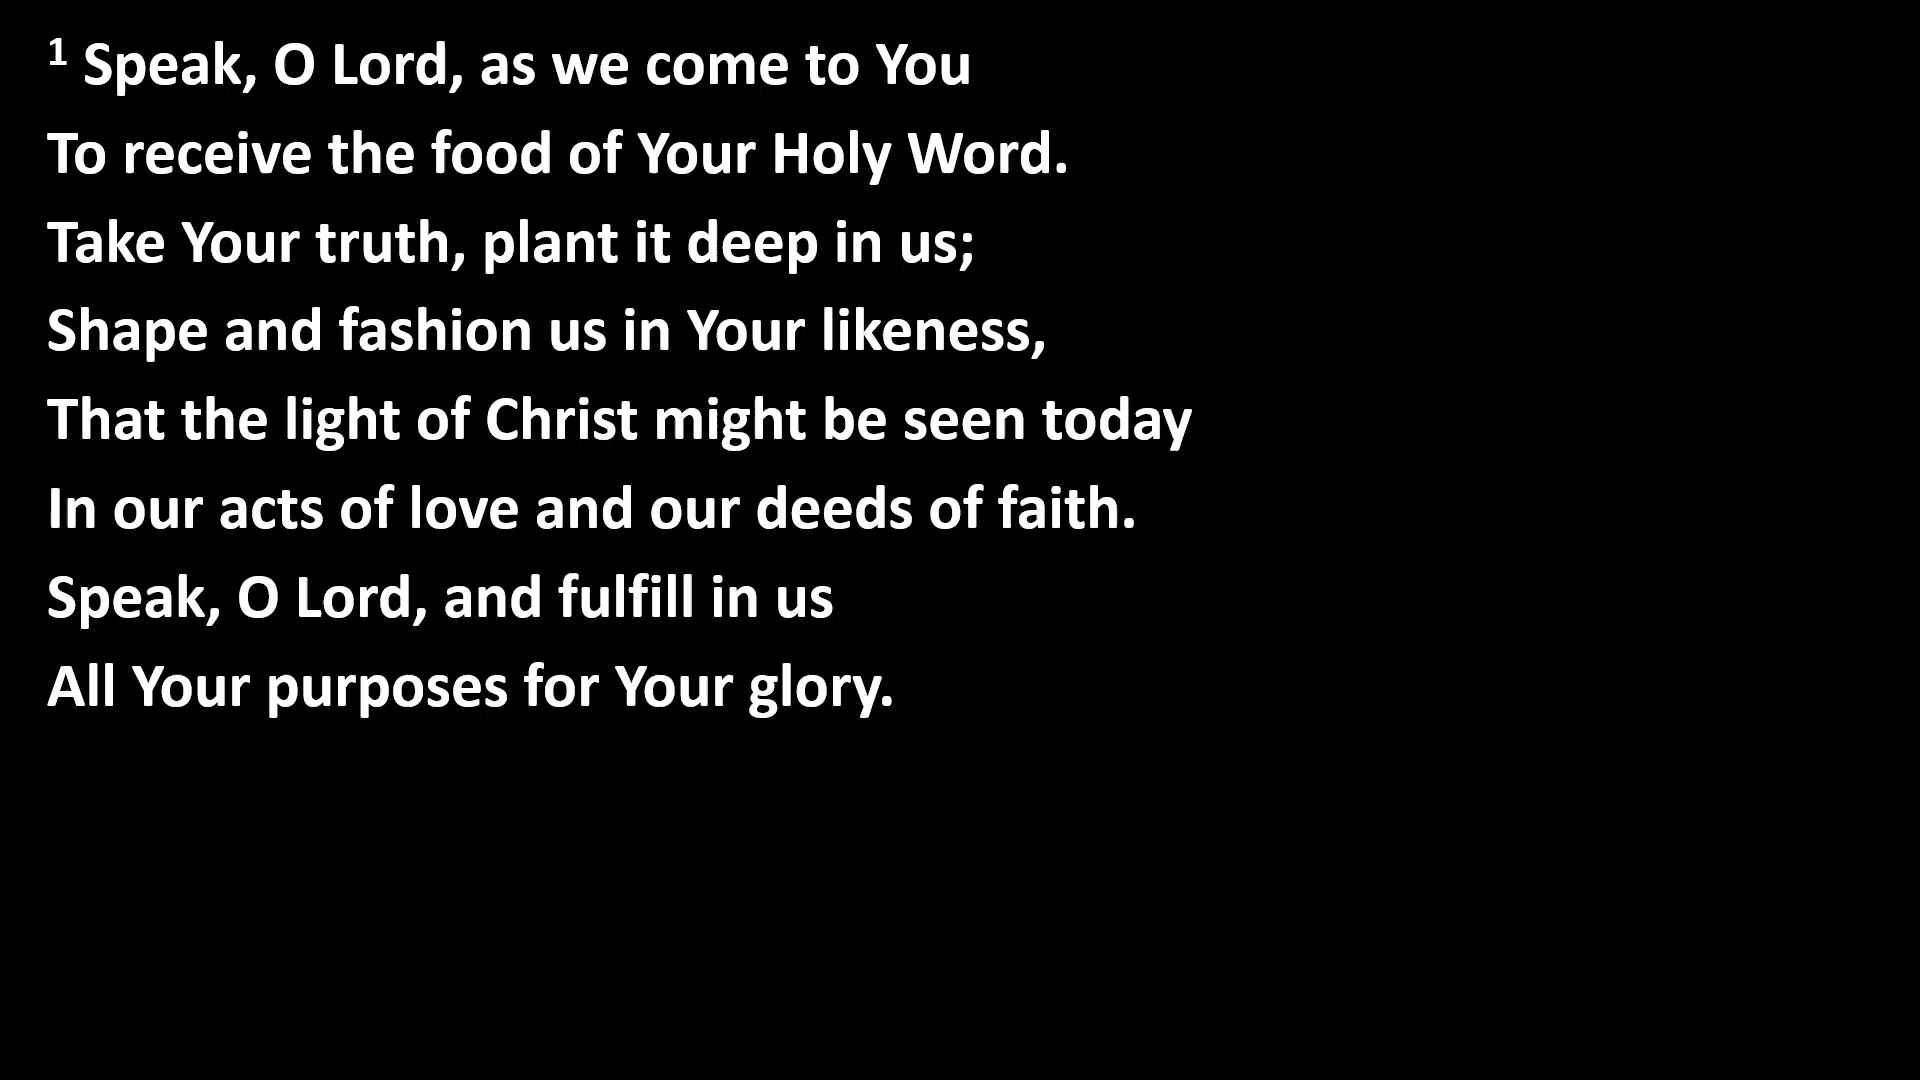 1 Speak, O Lord, as we come to You
To receive the food of Your Holy Word.
Take Your truth, plant it deep in us;
Shape and fashion us in Your likeness,
That the light of Christ might be seen today
In our acts of love and our deeds of faith.
Speak, O Lord, and fulfill in us
All Your purposes for Your glory.